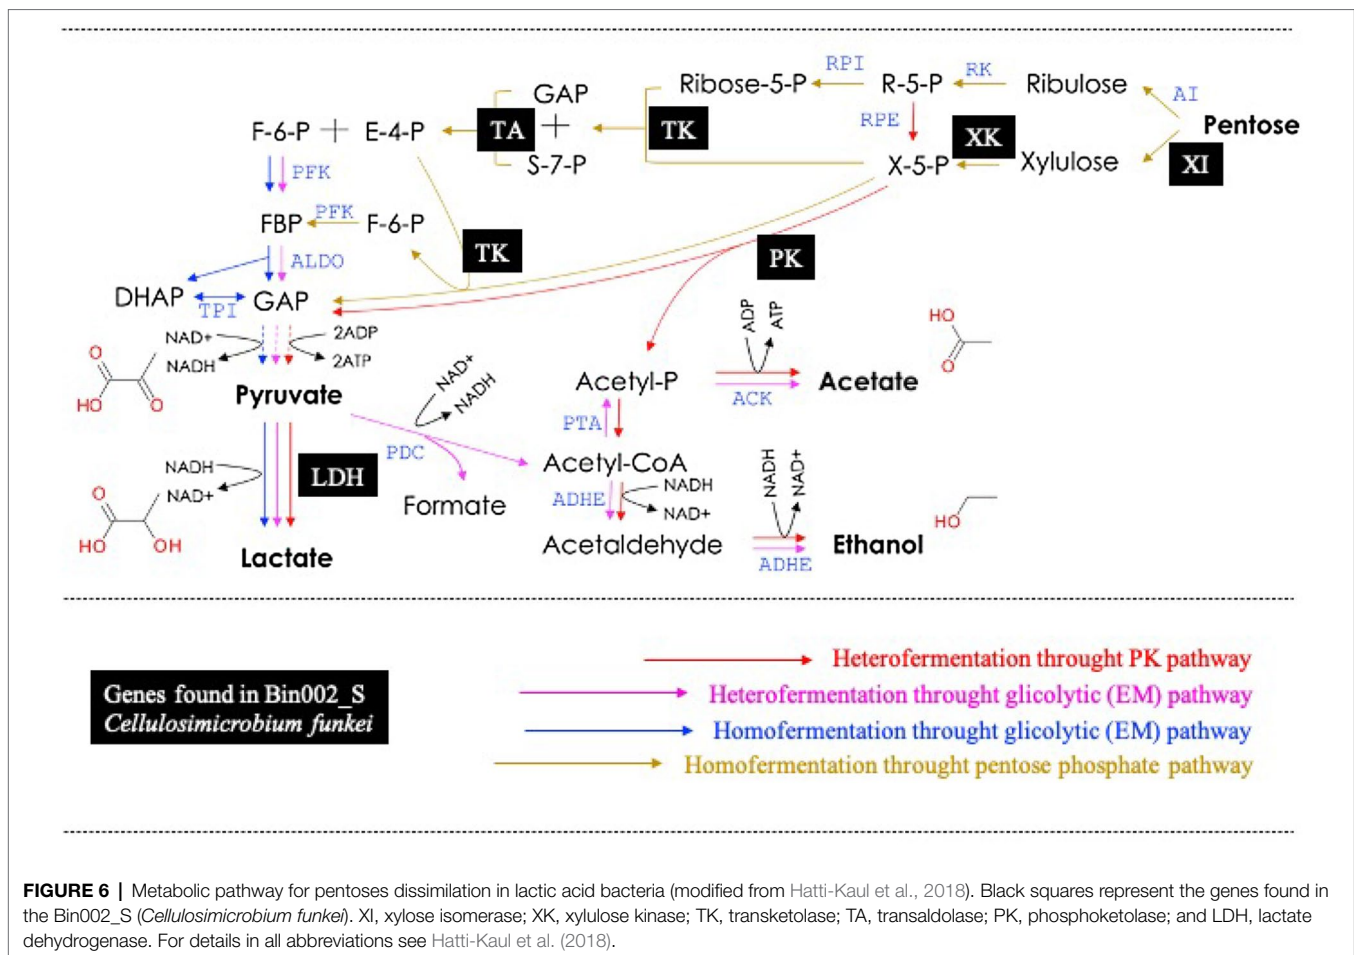 Ribose-5-P
RPI
R-5-P
RK
Ribulose
AI
Pentose
GAP
+
S-7-P
TA
TK
RPE
XK
X-5-P
Xylulose
XI
F-6-P + E-4-P
PFK
FBP
PFK
F-6-P
TK
PK
ALDO
DHAP
TPI
GAP
NAD+
NADH
2ADP
2ATP
O
HO
O
Pyruvate
NAD+
NADH
PDC
Formate
Acetyl-P
ADP
ATP
ACK
Acetate
HO
O
PTA
Acetyl-CoA
ADHE
NADH
NAD+
Acetaldehyde
NADH
NAD+
ADHE
Ethanol
HO
NADH
NAD+
LDH
O
HO
OH
Lactate
Genes found in Bin002_S
Cellulosimicrobium funkei
Heterofermentation throught PK pathway
Heterofermentation throught glicolytic (EM) pathway
Homofermentation throught glicolytic (EM) pathway
Homofermentation throught pentose phosphate pathway
FIGURE 6 | Metabolic pathway for pentoses dissimilation in lactic acid bacteria (modified from Hatti-Kaul et al., 2018). Black squares represent the genes found in
the Bin002_S (Cellulosimicrobium funkei). XI, xylose isomerase; XK, xylulose kinase; TK, transketolase; TA, transaldolase; PK, phosphoketolase; and LDH, lactate
dehydrogenase. For details in all abbreviations see Hatti-Kaul et al. (2018).